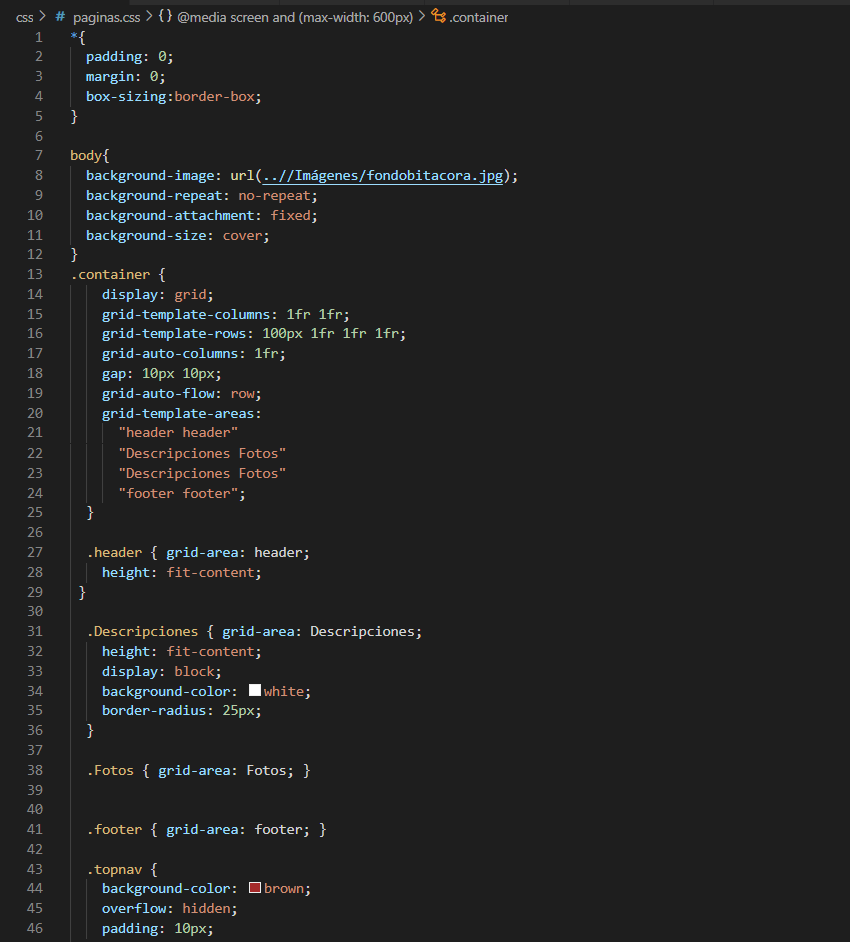 css > # paginas.css > {} @media screen and (max-width: 600px) > .container
1 *{
2 padding: 0;
3 margin: 0;
4 box-sizing:border-box;
5 }
6
7 body{
8 background-image: url(..//Imágenes/fondobitacora.jpg);
9 background-repeat: no-repeat;
10 background-attachment: fixed;
11 background-size: cover;
12 }
13 .container {
14 display: grid;
15 grid-template-columns: 1fr 1fr;
16 grid-template-rows: 100px 1fr 1fr 1fr;
17 grid-auto-columns: 1fr;
18 gap: 10px 10px;
19 grid-auto-flow: row;
20 grid-template-areas:
21 "header header"
22 "Descripciones Fotos"
23 "Descripciones Fotos"
24 "footer footer";
25 }
26
27 .header { grid-area: header;
28 height: fit-content;
29 }
30
31 .Descripciones { grid-area: Descripciones;
32 height: fit-content;
33 display: block;
34 background-color: white;
35 border-radius: 25px;
36 }
37
38 .Fotos { grid-area: Fotos; }
39
40
41 .footer { grid-area: footer; }
42
43 .topnav {
44 background-color: brown;
45 overflow: hidden;
46 padding: 10px;